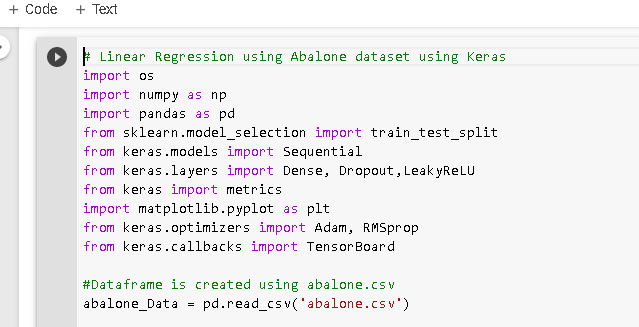 + Code + Text
# Linear Regression using Abalone dataset using Keras
import os
import numpy as np
import pandas as pd
from sklearn.model_selection import train_test_split
from keras.models import Sequential
from keras.layers import Dense, Dropout,LeakyReLU
from keras import metrics
import matplotlib.pyplot as plt
from keras.optimizers import Adam, RMSprop
from keras.callbacks import TensorBoard
#Dataframe is created using abalone.csv
abalone_Data = pd.read_csv('abalone.csv')